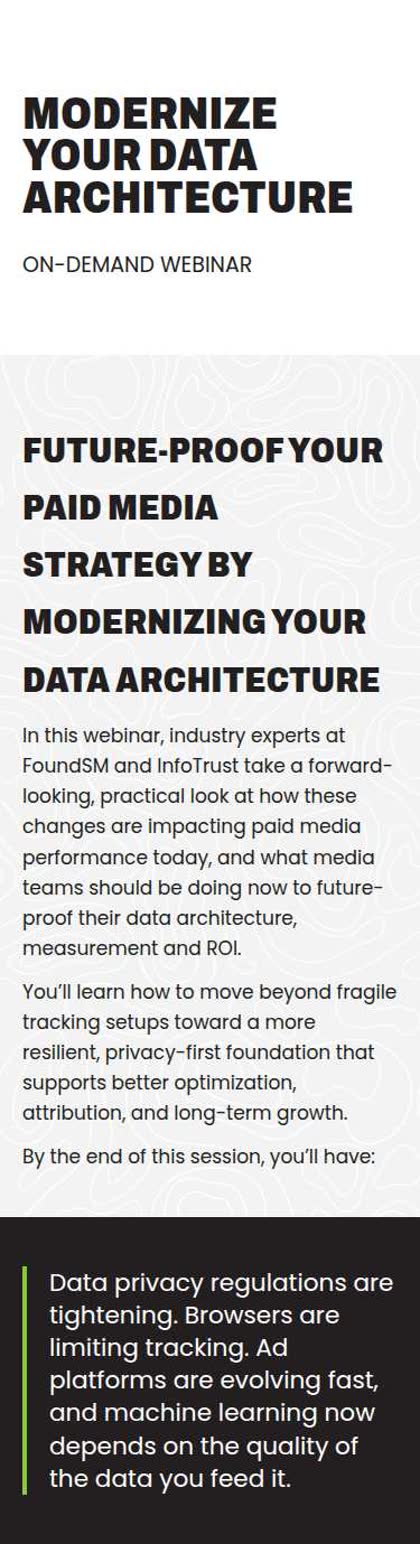 MODERNIZE
YOUR DATA
ARCHITECTURE
ON-DEMAND WEBINAR
FUTURE-PROOF YOUR
PAID MEDIA
STRATEGY BY
MODERNIZING YOUR
DATA ARCHITECTURE
In this webinar, industry experts at
FoundSM and InfoTrust take a forward-
looking, practical look at how these
changes are impacting paid media
performance today, and what media
teams should be doing now to future-
proof their data architecture,
measurement and ROI.
You’ll learn how to move beyond fragile
tracking setups toward a more
resilient, privacy-first foundation that
supports better optimization,
attribution, and long-term growth.
By the end of this session, you’ll have:
Data privacy regulations are
tightening. Browsers are
limiting tracking. Ad
platforms are evolving fast,
and machine learning now
depends on the quality of
the data you feed it.